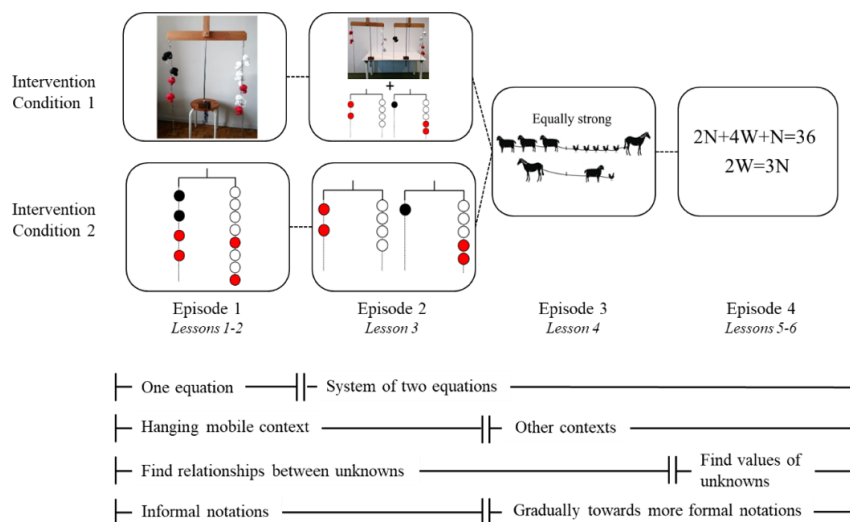 Intervention
Condition 1
+
Equally strong
2N+4W+N=36
2W=3N
Intervention
Condition 2
Episode 1
Lessons 1-2
Episode 2
Lesson 3
Episode 3
Lesson 4
Episode 4
Lessons 5-6
One equation
System of two equations
Hanging mobile context
Other contexts
Find relationships between unknowns
Find values of
unknowns
Informal notations
Gradually towards more formal notations